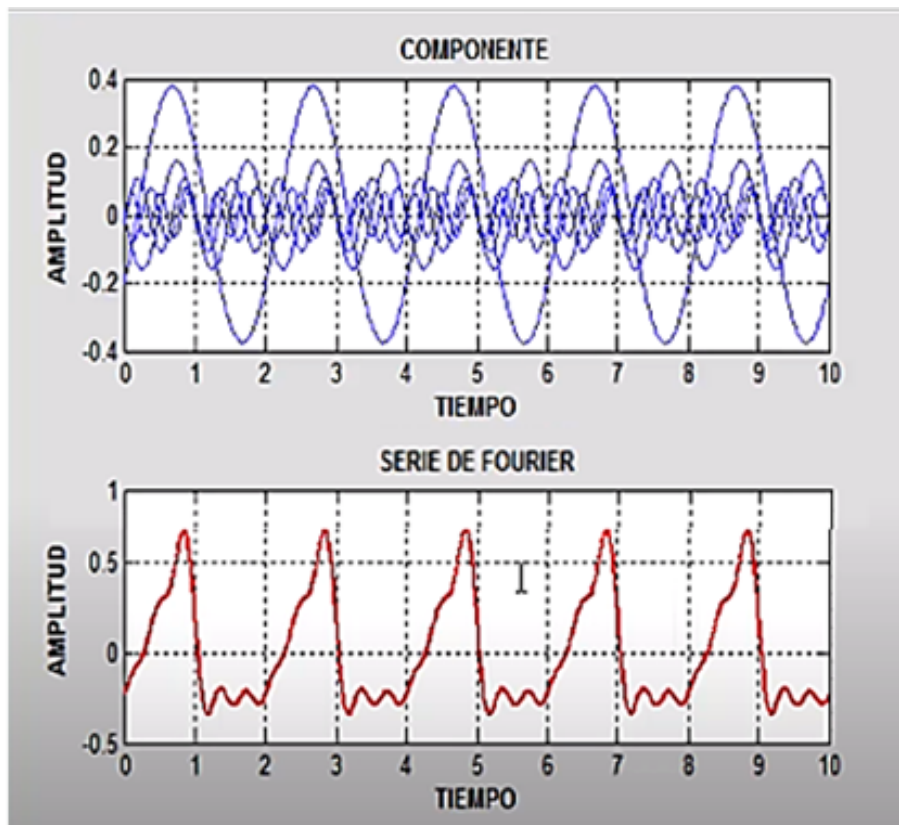 COMPONENTE
0.4
0.2
0
-0.2
-0.4
AMPLITUD
0 1 2 3 4 5 6 7 8 9 10
TIEMPO
SERIE DE FOURIER
1
0.5
0
-0.5
AMPLITUD
0 1 2 3 4 5 6 7 8 9 10
TIEMPO